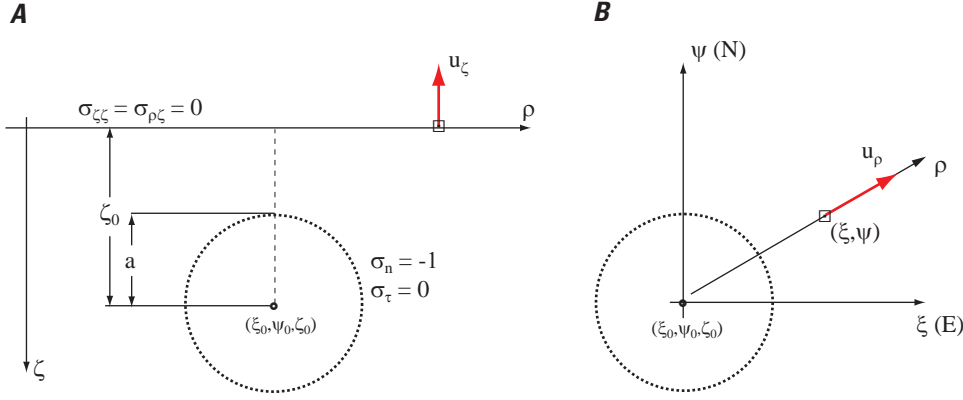 A
u_ζ
σ_ζζ = σ_ρζ = 0
ρ
ζ_0
a
σ_n = -1
σ_τ = 0
(ξ_0,ψ_0,ζ_0)
ζ
B
ψ (N)
u_ρ
ρ
(ξ,ψ)
(ξ_0,ψ_0,ζ_0)
ξ (E)